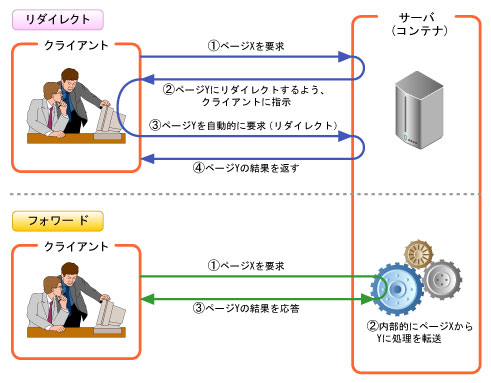 リダイレクト
サーバ
(コンテナ)
クライアント
①ページXを要求
②ページYにリダイレクトするよう、
クライアントに指示
③ページYを自動的に要求(リダイレクト)
④ページYの結果を返す
フォワード
クライアント
①ページXを要求
③ページYの結果を応答
②内部的にページXから
Yに処理を転送